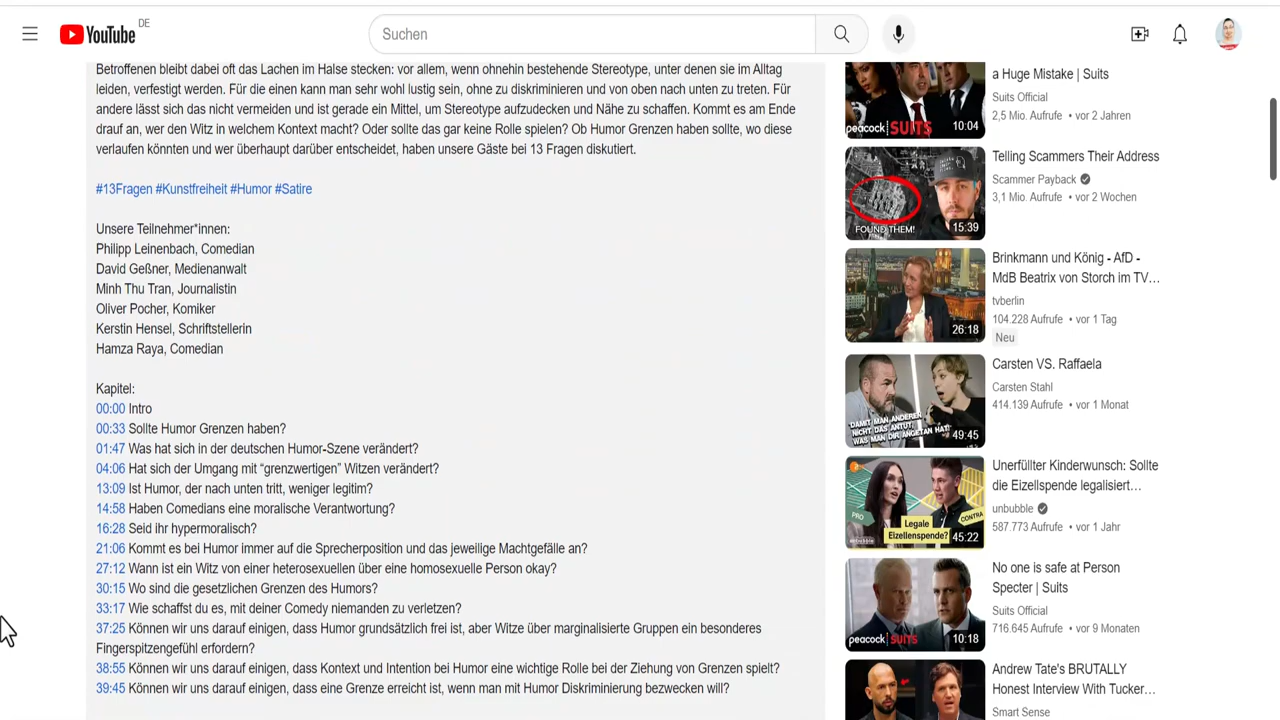 DE
YouTube
Suchen
Betroffenen bleibt dabei oft das Lachen im Halse stecken: vor allem, wenn ohnehin bestehende Stereotype, unter denen sie im Alltag
leiden, verfestigt werden. Für die einen kann man sehr wohl lustig sein, ohne zu diskriminieren und von oben nach unten zu treten. Für
andere lässt sich das nicht vermeiden und ist gerade ein Mittel, um Stereotype aufzudecken und Nähe zu schaffen. Kommt es am Ende
drauf an, wer den Witz in welchem Kontext macht? Oder sollte das gar keine Rolle spielen? Ob Humor Grenzen haben sollte, wo diese
verlaufen könnten und wer überhaupt darüber entscheidet, haben unsere Gäste bei 13 Fragen diskutiert.
#13Fragen #Kunstfreiheit #Humor #Satire
Unsere Teilnehmer*innen:
Philipp Leinenbach, Comedian
David Geßner, Medienanwalt
Minh Thu Tran, Journalistin
Oliver Pocher, Komiker
Kerstin Hensel, Schriftstellerin
Hamza Raya, Comedian
Kapitel:
00:00 Intro
00:33 Sollte Humor Grenzen haben?
01:47 Was hat sich in der deutschen Humor-Szene verändert?
04:06 Hat sich der Umgang mit “grenzwertigen” Witzen verändert?
13:09 Ist Humor, der nach unten tritt, weniger legitim?
14:58 Haben Comedians eine moralische Verantwortung?
16:28 Seid ihr hypermoralisch?
21:06 Kommt es bei Humor immer auf die Sprecherposition und das jeweilige Machtgefälle an?
27:12 Wann ist ein Witz von einer heterosexuellen über eine homosexuelle Person okay?
30:15 Wo sind die gesetzlichen Grenzen des Humors?
33:17 Wie schaffst du es, mit deiner Comedy niemanden zu verletzen?
37:25 Können wir uns darauf einigen, dass Humor grundsätzlich frei ist, aber Witze über marginalisierte Gruppen ein besonderes
Fingerspitzengefühl erfordern?
38:55 Können wir uns darauf einigen, dass Kontext und Intention bei Humor eine wichtige Rolle bei der Ziehung von Grenzen spielt?
39:45 Können wir uns darauf einigen, dass eine Grenze erreicht ist, wenn man mit Humor Diskriminierung bezwecken will?
peacock SUITS
10:04
a Huge Mistake | Suits
Suits Official
2,5 Mio. Aufrufe • vor 2 Jahren
FOUND THEM!
15:39
Telling Scammers Their Address
Scammer Payback
3,1 Mio. Aufrufe • vor 2 Wochen
26:18
Brinkmann und König - AfD -
MdB Beatrix von Storch im TV…
tvberlin
104.228 Aufrufe • vor 1 Tag
Neu
DAMIT MAN ANDEREN
NICHT DAS ANTUT,
WAS MAN DIR ANGETAN HAT!
49:45
Carsten VS. Raffaela
Carsten Stahl
414.139 Aufrufe • vor 1 Monat
PRO
CONTRA
Legale
Eizellenspende?
45:22
Unerfüllter Kinderwunsch: Sollte
die Eizellspende legalisiert…
unbubble
587.773 Aufrufe • vor 1 Jahr
peacock SUITS
10:18
No one is safe at Person
Specter | Suits
Suits Official
716.645 Aufrufe • vor 9 Monaten
Andrew Tate's BRUTALLY
Honest Interview With Tucker…
Smart Sense